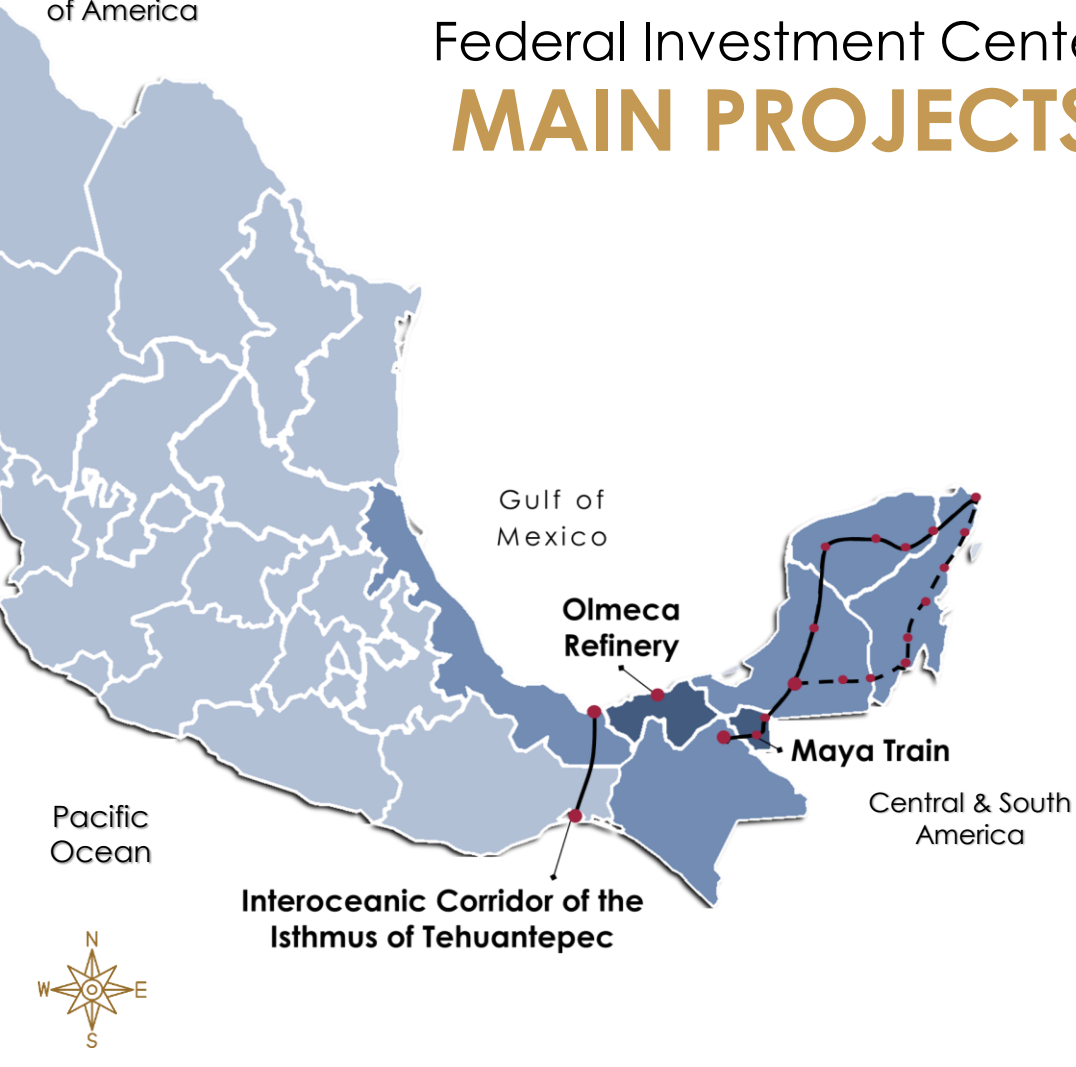 of America
Federal Investment Cente
MAIN PROJECTS
Gulf of
Mexico
Olmeca
Refinery
Maya Train
Central & South
America
Pacific
Ocean
Interoceanic Corridor of the
Isthmus of Tehuantepec
N
W
E
S